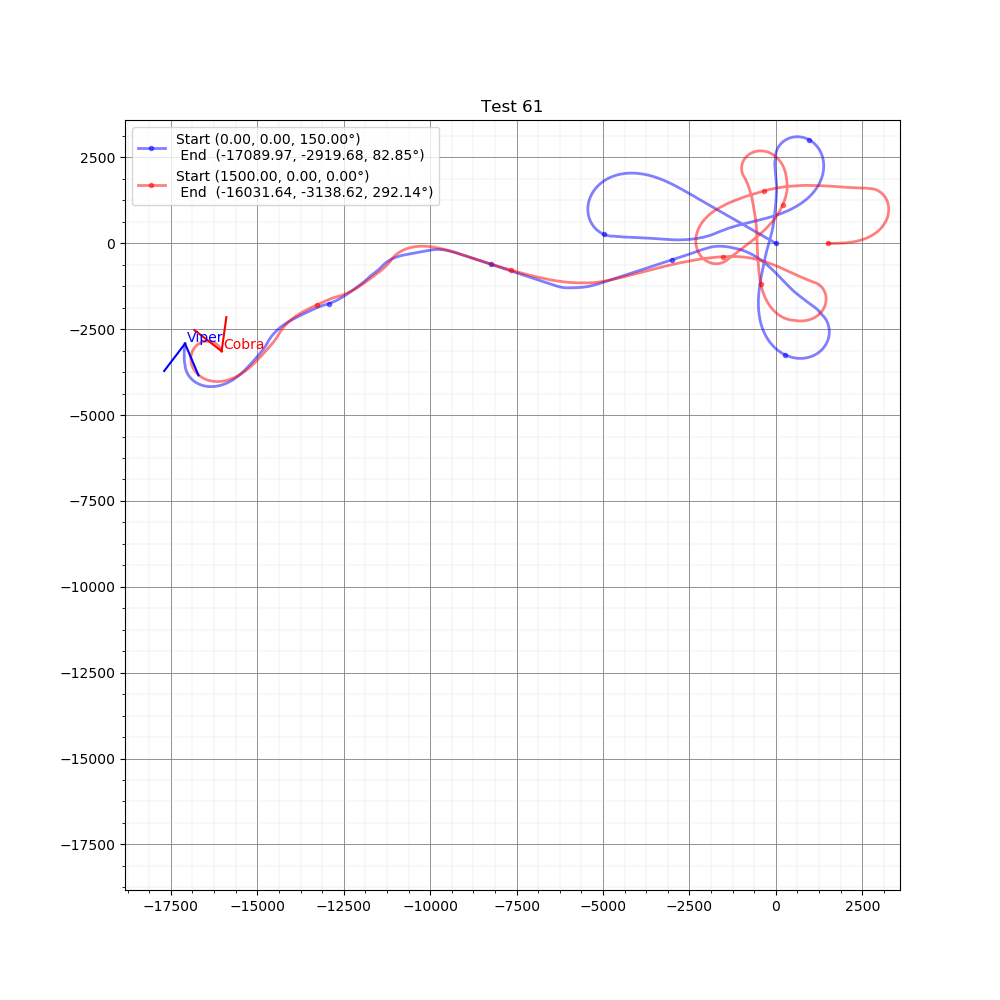 Test 61
Start (0.00, 0.00, 150.00°)
End (-17089.97, -2919.68, 82.85°)
Start (1500.00, 0.00, 0.00°)
End (-16031.64, -3138.62, 292.14°)
2500
0
−2500
−5000
−7500
−10000
−12500
−15000
−17500
Viper
Cobra
−17500 −15000 −12500 −10000 −7500 −5000 −2500 0 2500